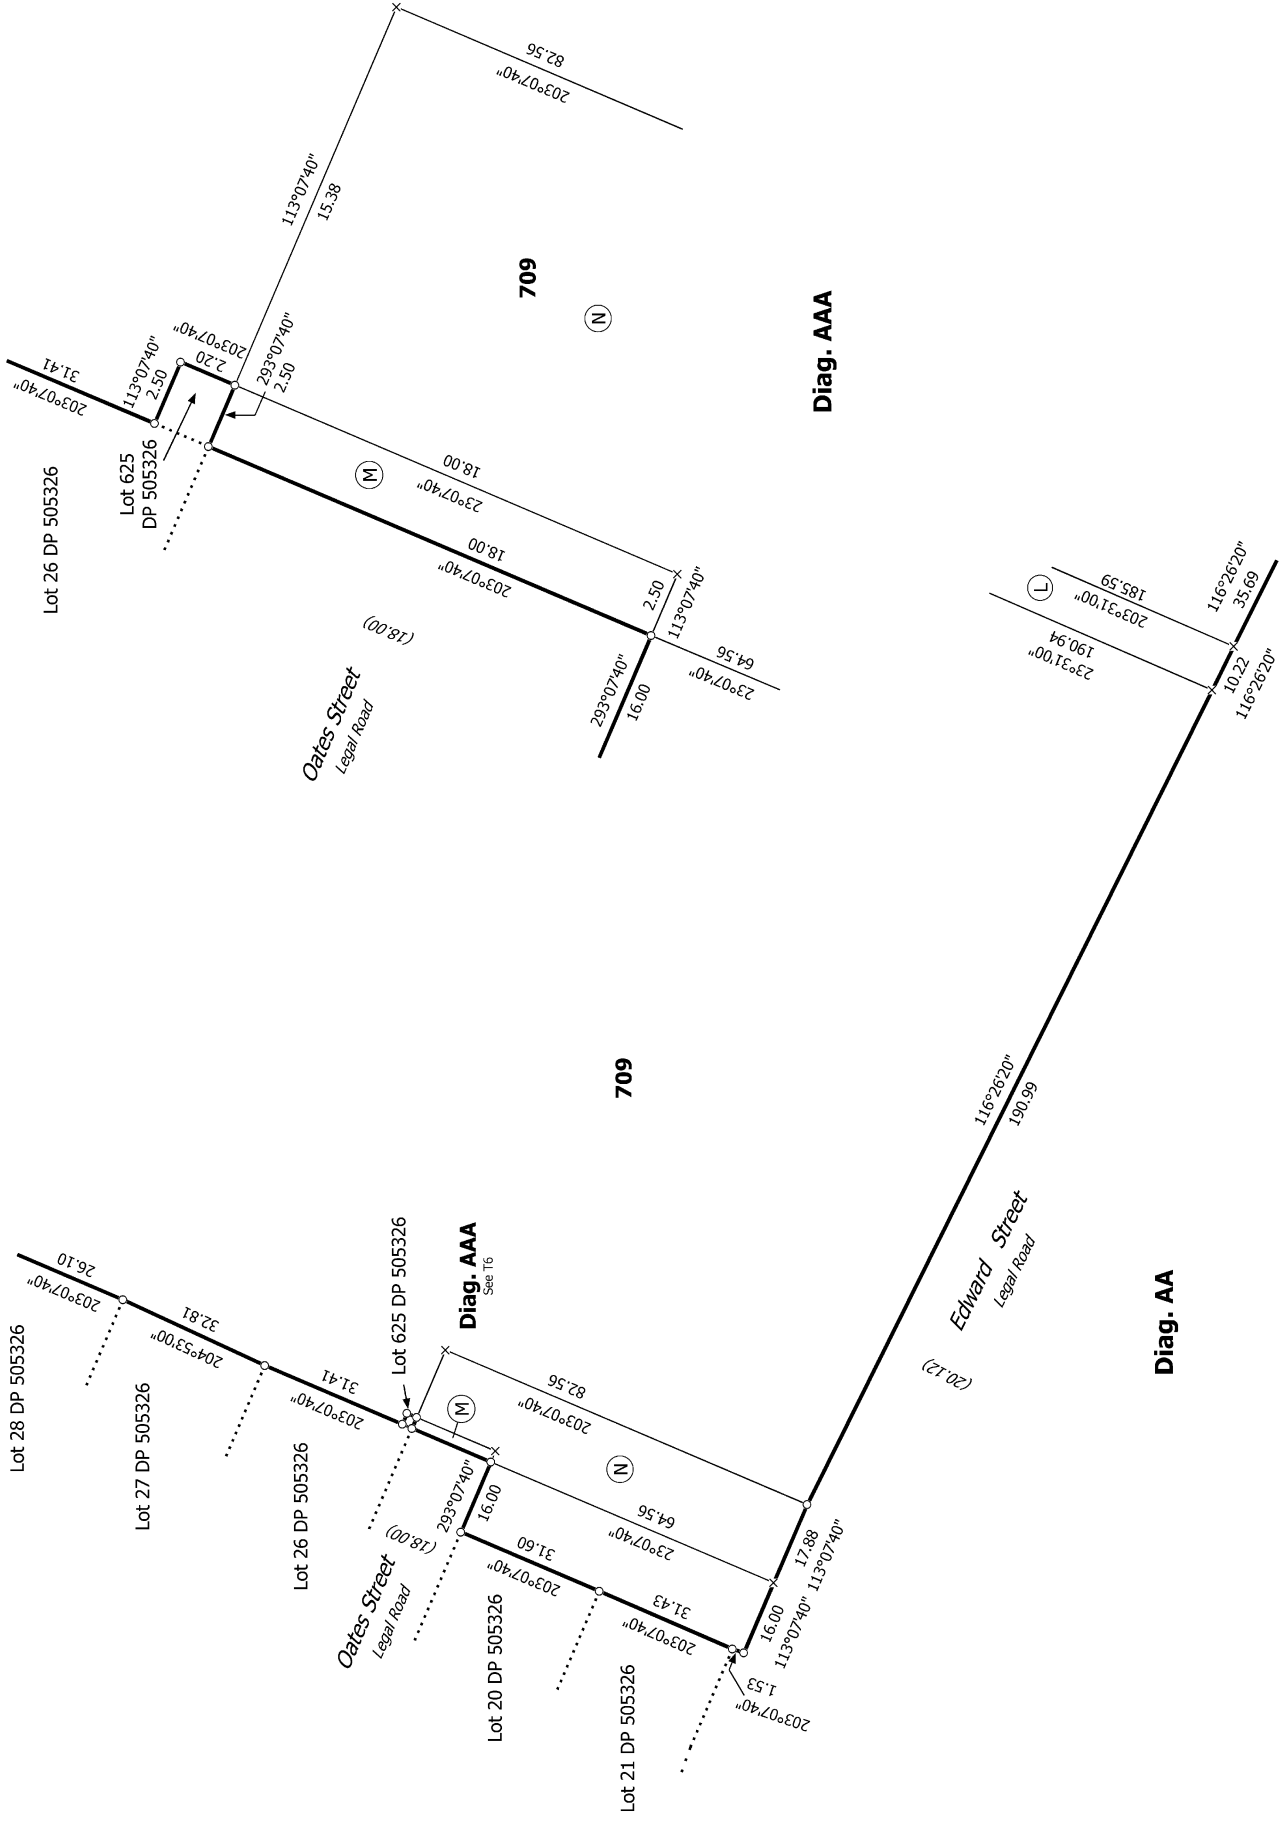 82.56
203°07'40"
113°07'40"
15.38
709
N
Diag. AAA
31.41
203°07'40"
113°07'40"
2.50
203°07'40"
2.20
293°07'40"
2.50
Lot 625
DP 505326
Lot 26 DP 505326
M
18.00
23°07'40"
18.00
203°07'40"
(18.00)
Oates Street
Legal Road
2.50
113°07'40"
293°07'40"
16.00
64.56
23°07'40"
L
185.59
203°31'00"
190.94
23°31'00"
116°26'20"
35.69
10.22
116°26'20"
709
116°26'20"
190.99
Edward Street
Legal Road
(20.12)
Diag. AA
26.10
203°07'40"
Lot 28 DP 505326
32.81
204°53'00"
Lot 27 DP 505326
31.41
203°07'40"
Lot 26 DP 505326
Lot 625 DP 505326
Diag. AAA
See T6
M
82.56
203°07'40"
N
293°07'40"
16.00
(18.00)
Oates Street
Legal Road
64.56
23°07'40"
31.60
203°07'40"
Lot 20 DP 505326
31.43
203°07'40"
Lot 21 DP 505326
17.88
113°07'40"
16.00
113°07'40"
1.53
203°07'40"